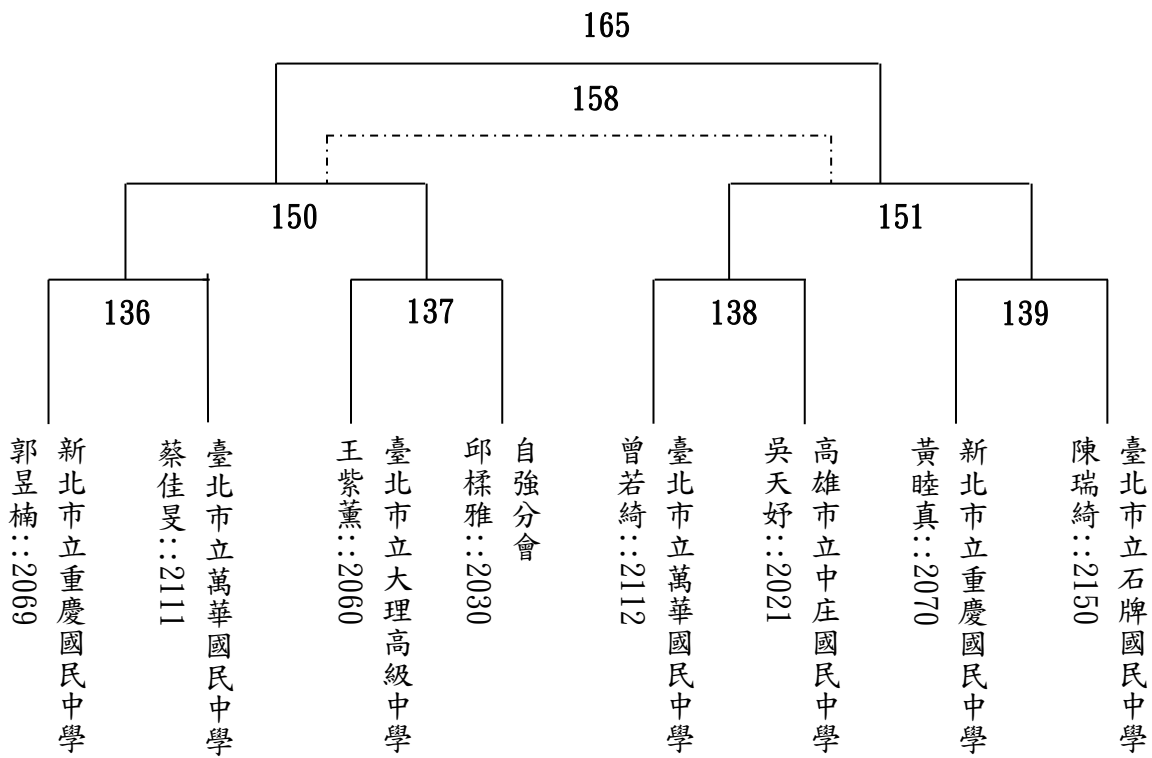 165
158
150
151
136
137
138
139
郭昱楠::2069
新北市立重慶國民中學
蔡佳旻::2111
臺北市立萬華國民中學
王紫薰::2060
臺北市立大理高級中學
邱楺雅::2030
自強分會
曾若綺::2112
臺北市立萬華國民中學
吳天妤::2021
高雄市立中庄國民中學
黃睦真::2070
新北市立重慶國民中學
陳瑞綺::2150
臺北市立石牌國民中學